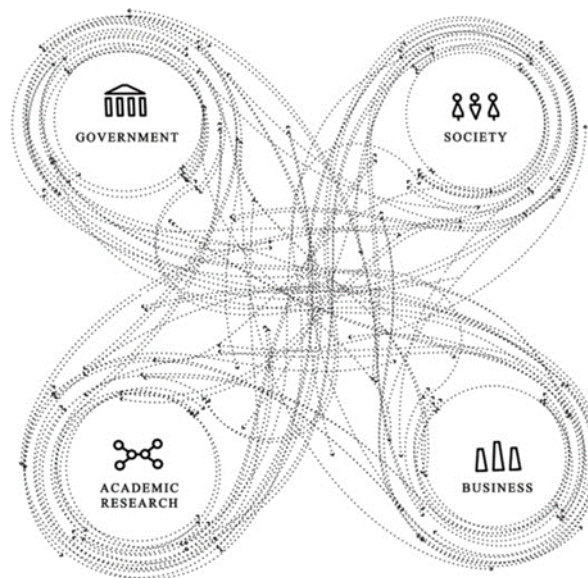 GOVERNMENT
SOCIETY
ACADEMIC
RESEARCH
BUSINESS